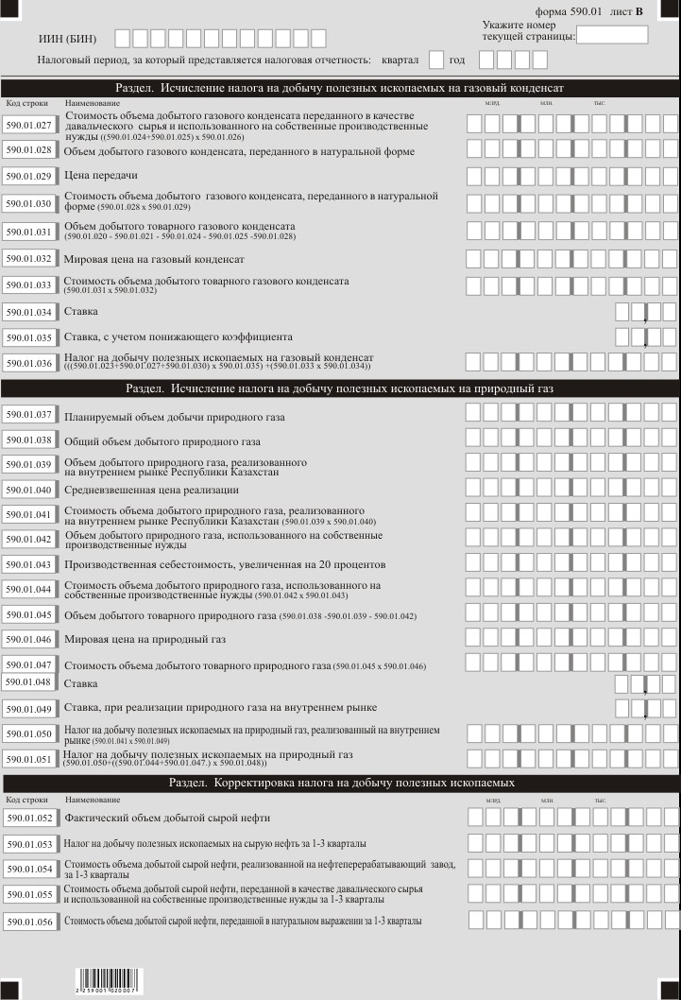 форма 590.01 лист В
Укажите номер
ИИН (БИН)
текущей страницы:
Налоговый период, за который представляется налоговая отчетность: квартал год
Раздел. Исчисление налога на добычу полезных ископаемых на газовый конденсат
Код строки Наименование млрд. млн. тыс.
590.01.027 Стоимость объема добытого газового конденсата переданного в качестве
давальческого сырья и использованного на собственные производственные
нужды ((590.01.024+590.01.025) х 590.01.026)
590.01.028 Объем добытого газового конденсата, переданного в натуральной форме
590.01.029 Цена передачи
590.01.030 Стоимость объема добытого газового конденсата, переданного в натуральной
форме (590.01.028 х 590.01.029)
590.01.031 Объем добытого товарного газового конденсата
(590.01.020 - 590.01.021 - 590.01.024 - 590.01.025 -590.01.028)
590.01.032 Мировая цена на газовый конденсат
590.01.033 Стоимость объема добытого товарного газового конденсата
(590.01.031 х 590.01.032)
590.01.034 Ставка ,
590.01.035 Ставка, с учетом понижающего коэффициента ,
590.01.036 Налог на добычу полезных ископаемых на газовый конденсат
(((590.01.023+590.01.027+590.01.030) х 590.01.035) +(590.01.033 х 590.01.034))
Раздел. Исчисление налога на добычу полезных ископаемых на природный газ
590.01.037 Планируемый объем добычи природного газа
590.01.038 Общий объем добытого природного газа
590.01.039 Объем добытого природного газа, реализованного
на внутреннем рынке Республики Казахстан
590.01.040 Средневзвешенная цена реализации
590.01.041 Стоимость объема добытого природного газа, реализованного
на внутреннем рынке Республики Казахстан (590.01.039 х 590.01.040)
590.01.042 Объем добытого природного газа, использованного на собственные
производственные нужды
590.01.043 Производственная себестоимость, увеличенная на 20 процентов
590.01.044 Стоимость объема добытого природного газа, использованного на
собственные производственные нужды (590.01.042 х 590.01.043)
590.01.045 Объем добытого товарного природного газа (590.01.038 -590.01.039 - 590.01.042)
590.01.046 Мировая цена на природный газ
590.01.047 Стоимость объема добытого товарного природного газа (590.01.045 х 590.01.046)
590.01.048 Ставка ,
590.01.049 Ставка, при реализации природного газа на внутреннем рынке ,
590.01.050 Налог на добычу полезных ископаемых на природный газ, реализованный на внутреннем
рынке (590.01.041 х 590.01.049)
590.01.051 Налог на добычу полезных ископаемых на природный газ
(590.01.050+((590.01.044+590.01.047.) х 590.01.048))
Раздел. Корректировка налога на добычу полезных ископаемых
Код строки Наименование млрд. млн. тыс.
590.01.052 Фактический объем добытой сырой нефти
590.01.053 Налог на добычу полезных ископаемых на сырую нефть за 1-3 кварталы
590.01.054 Стоимость объема добытой сырой нефти, реализованной на нефтеперерабатывающий завод,
за 1-3 кварталы
590.01.055 Стоимость объема добытой сырой нефти, переданной в качестве давальческого сырья
и использованной на собственные производственные нужды за 1-3 кварталы
590.01.056 Стоимость объема добытой сырой нефти, переданной в натуральном выражении за 1-3 кварталы
2 259001 020007